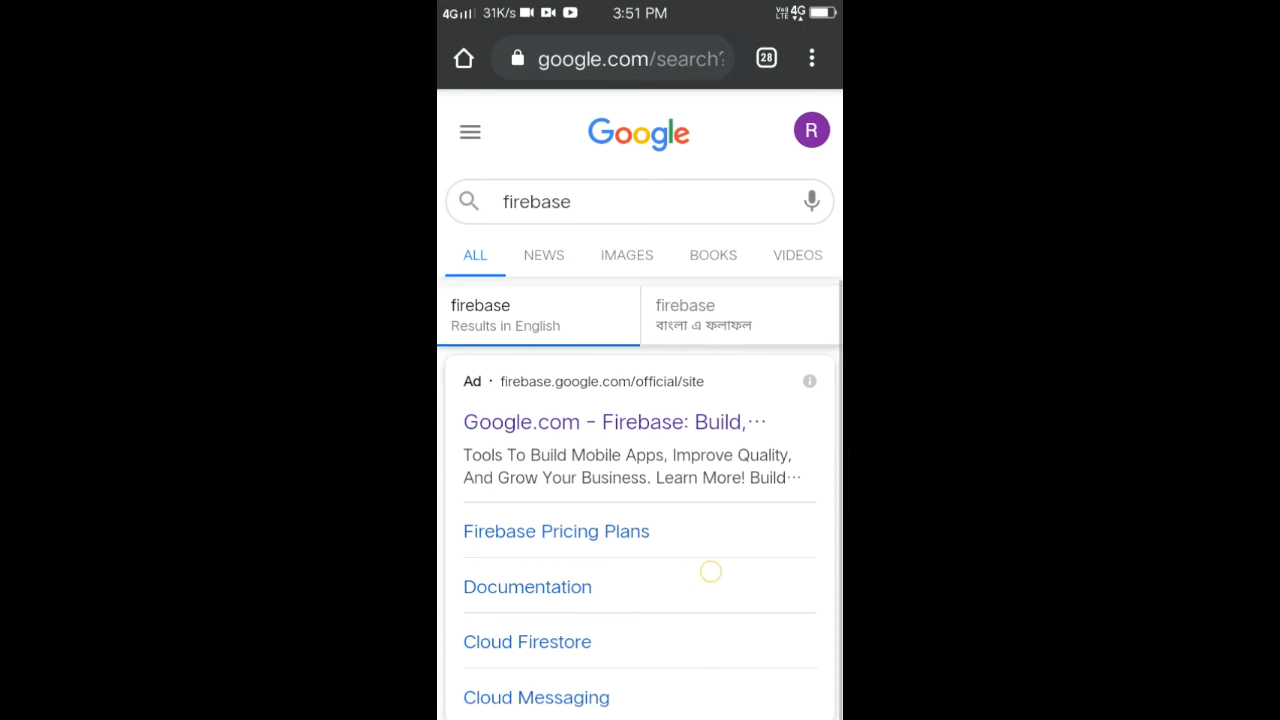 4G 31K/s 3:51 PM VoLTE 4G
google.com/search? 28
Google R
firebase
ALL NEWS IMAGES BOOKS VIDEOS
firebase
Results in English
firebase
বাংলা এ ফলাফল
Ad · firebase.google.com/official/site
Google.com - Firebase: Build,···
Tools To Build Mobile Apps, Improve Quality,
And Grow Your Business. Learn More! Build···
Firebase Pricing Plans
Documentation
Cloud Firestore
Cloud Messaging